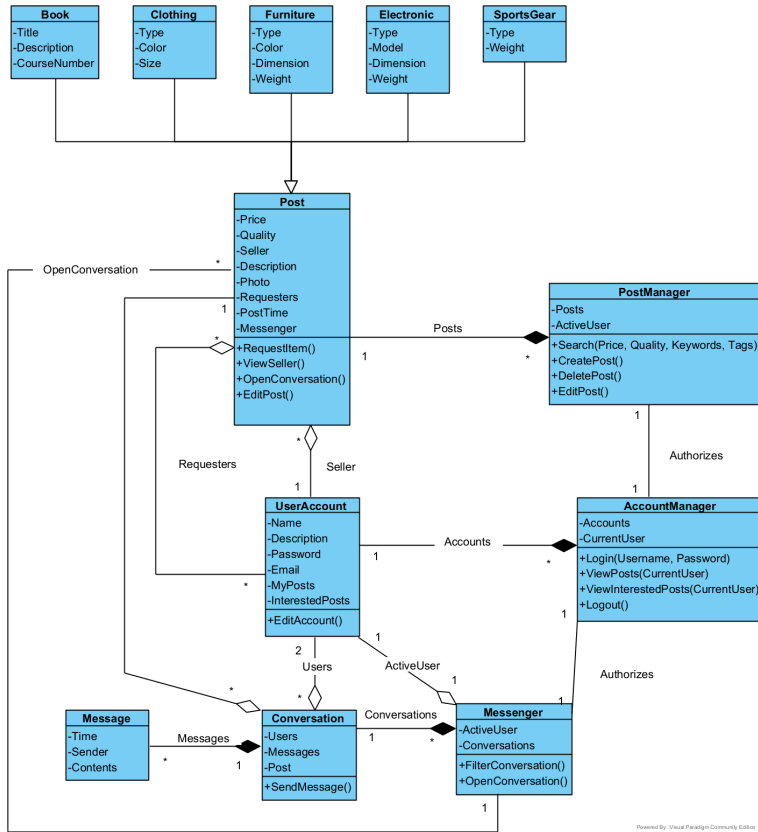 Book
-Title
-Description
-CourseNumber
Clothing
-Type
-Color
-Size
Furniture
-Type
-Color
-Dimension
-Weight
Electronic
-Type
-Model
-Dimension
-Weight
SportsGear
-Type
-Weight
Post
-Price
-Quality
-Seller
-Description
-Photo
-Requesters
-PostTime
-Messenger
+RequestItem()
+ViewSeller()
+OpenConversation()
+EditPost()
OpenConversation
*
1
*
Posts
1
*
PostManager
-Posts
-ActiveUser
+Search(Price, Quality, Keywords, Tags)
+CreatePost()
+DeletePost()
+EditPost()
1
Authorizes
1
*
Seller
1
Requesters
*
UserAccount
-Name
-Description
-Password
-Email
-MyPosts
-InterestedPosts
+EditAccount()
Accounts
1
*
AccountManager
-Accounts
-CurrentUser
+Login(Username, Password)
+ViewPosts(CurrentUser)
+ViewInterestedPosts(CurrentUser)
+Logout()
1
Authorizes
1
2
Users
*
1
ActiveUser
1
*
Message
-Time
-Sender
-Contents
Messages
*
1
Conversation
-Users
-Messages
-Post
+SendMessage()
Conversations
1
*
Messenger
-ActiveUser
-Conversations
+FilterConversation()
+OpenConversation()
1
Powered By: Visual Paradigm Community Edition